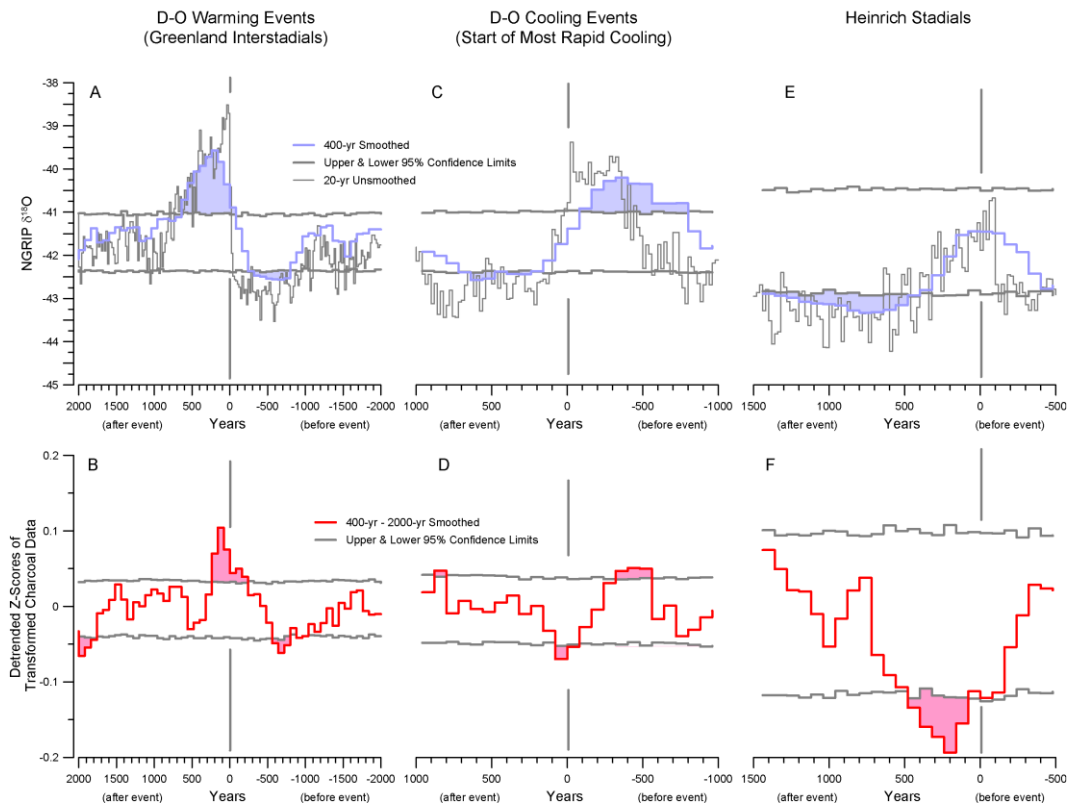 D-O Warming Events
(Greenland Interstadials)
D-O Cooling Events
(Start of Most Rapid Cooling)
Heinrich Stadials
A
C
E
-38
-39
-40
-41
-42
-43
-44
-45
NGRIP δ¹⁸O
400-yr Smoothed
Upper & Lower 95% Confidence Limits
20-yr Unsmoothed
2000 1500 1000 500 0 -500 -1000 -1500 -2000
(after event) Years (before event)
1000 500 0 -500 -1000
(after event) Years (before event)
1500 1000 500 0 -500
(after event) Years (before event)
B
D
F
0.2
0.1
0
-0.1
-0.2
Detrended Z-Scores of
Transformed Charcoal Data
400-yr - 2000-yr Smoothed
Upper & Lower 95% Confidence Limits
2000 1500 1000 500 0 -500 -1000 -1500 -2000
(after event) Years (before event)
1000 500 0 -500 -1000
(after event) Years (before event)
1500 1000 500 0 -500
(after event) Years (before event)